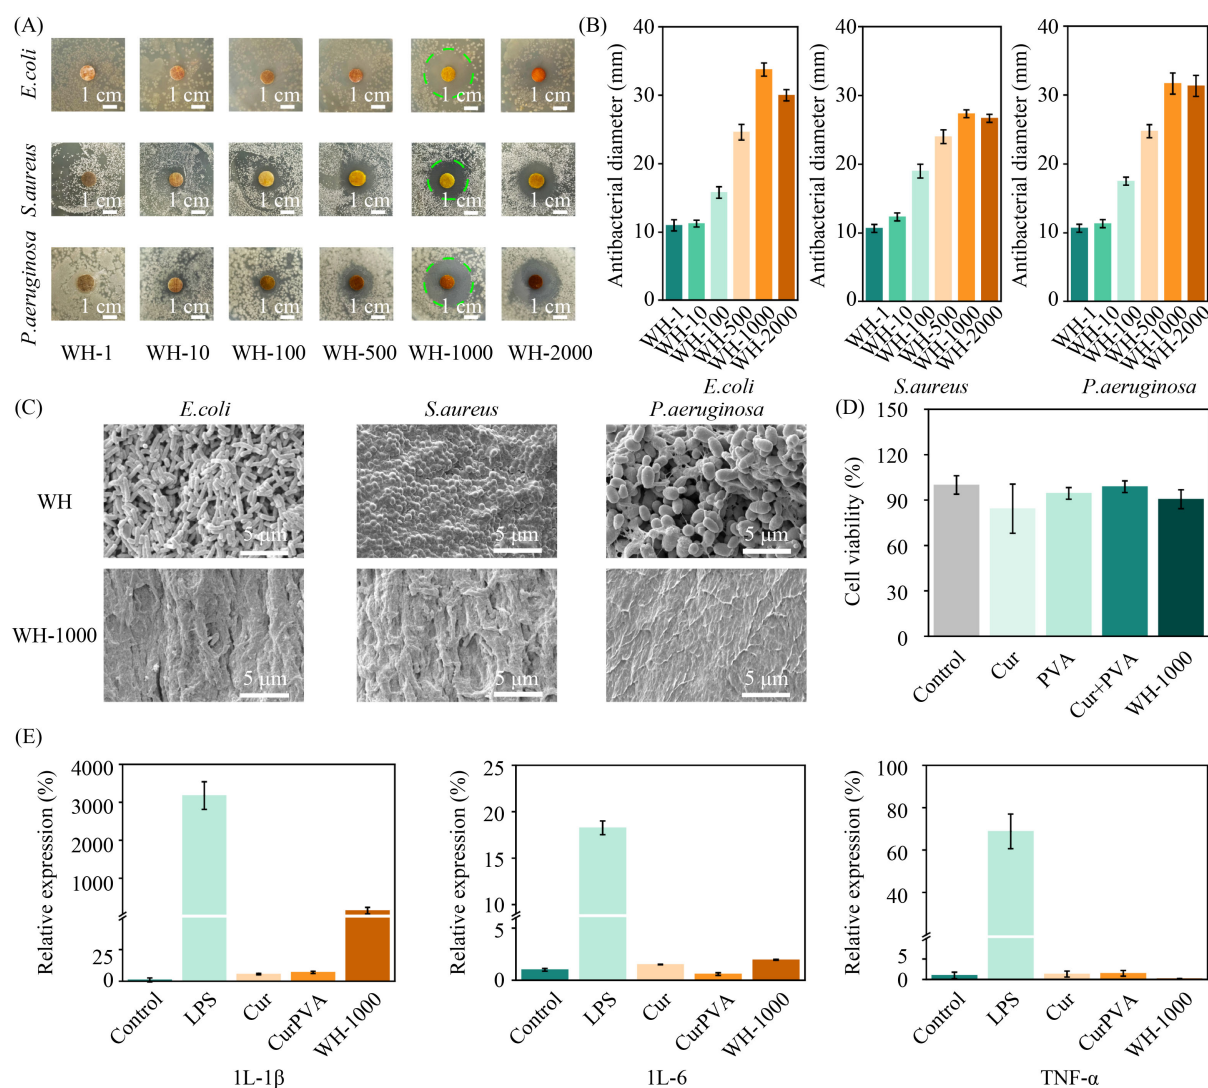 (A)
E.coli
1 cm 1 cm 1 cm 1 cm 1 cm 1 cm
S.aureus
1 cm 1 cm 1 cm 1 cm 1 cm 1 cm
P.aeruginosa
1 cm 1 cm 1 cm 1 cm 1 cm 1 cm
WH-1 WH-10 WH-100 WH-500 WH-1000 WH-2000
(B)
Antibacterial diameter (mm)
40
30
20
10
0
WH-1 WH-10 WH-100 WH-500 WH-1000 WH-2000
E.coli
Antibacterial diameter (mm)
40
30
20
10
0
WH-1 WH-10 WH-100 WH-500 WH-1000 WH-2000
S.aureus
Antibacterial diameter (mm)
40
30
20
10
0
WH-1 WH-10 WH-100 WH-500 WH-1000 WH-2000
P.aeruginosa
(C)
E.coli S.aureus P.aeruginosa
WH
5 μm 5 μm 5 μm
WH-1000
5 μm 5 μm 5 μm
(D)
Cell viability (%)
150
120
90
60
30
0
Control Cur PVA Cur+PVA WH-1000
(E)
Relative expression (%)
4000
3000
2000
1000
25
0
Control LPS Cur CurPVA WH-1000
1L-1β
Relative expression (%)
25
20
15
10
5
0
Control LPS Cur CurPVA WH-1000
1L-6
Relative expression (%)
100
80
60
40
5
0
Control LPS Cur CurPVA WH-1000
TNF-α